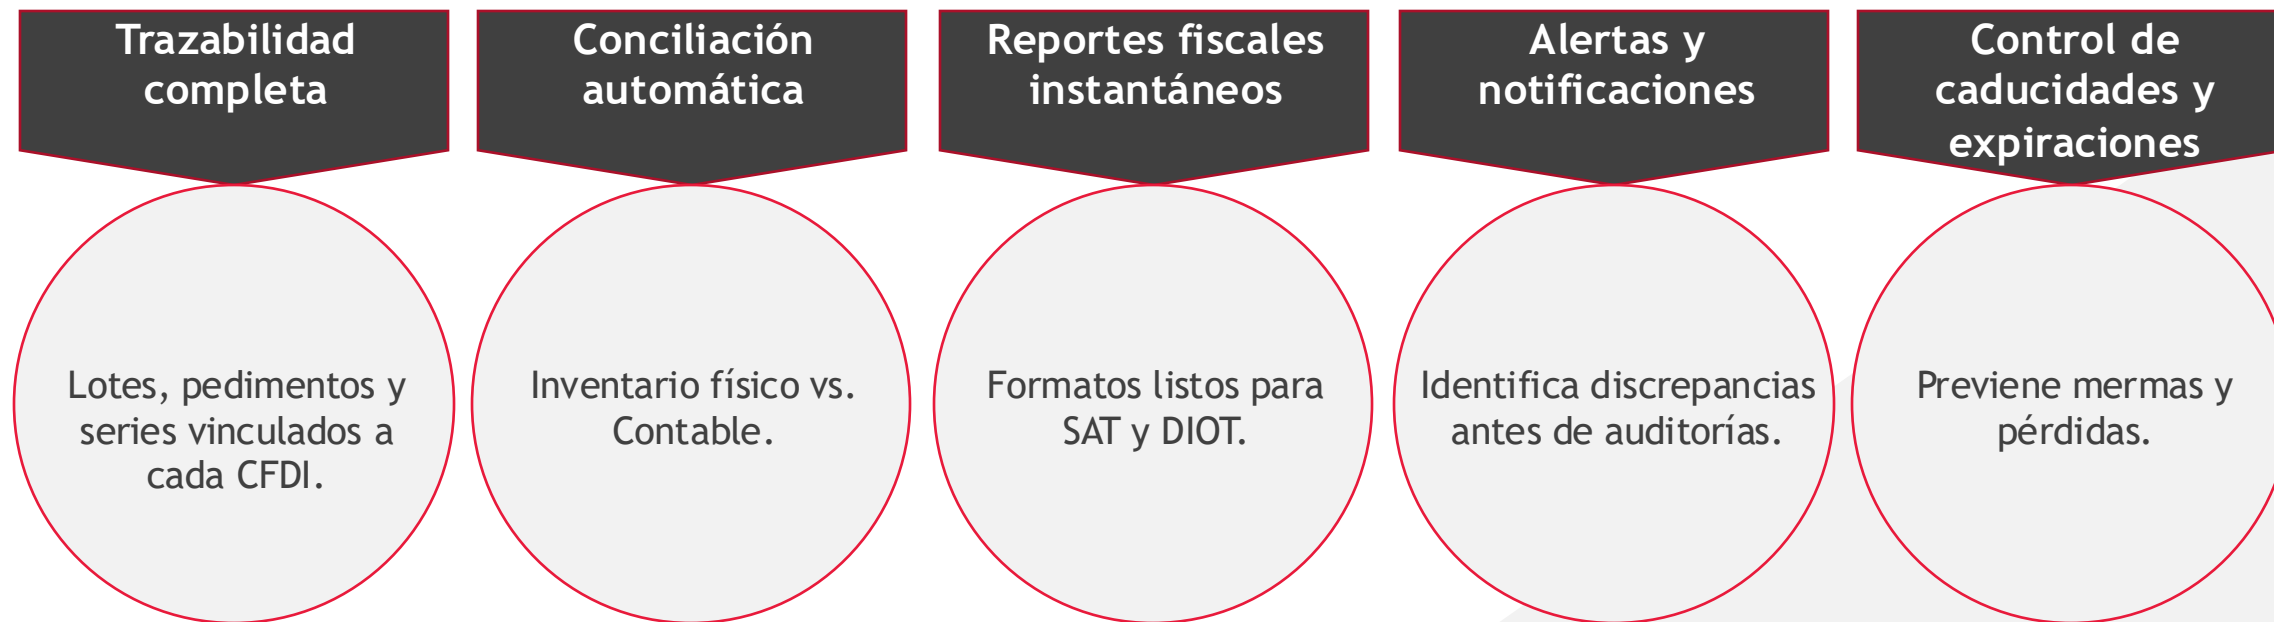 Trazabilidad
completa
Lotes, pedimentos y
series vinculados a
cada CFDI.
Conciliación
automática
Inventario físico vs.
Contable.
Reportes fiscales
instantáneos
Formatos listos para
SAT y DIOT.
Alertas y
notificaciones
Identifica discrepancias
antes de auditorías.
Control de
caducidades y
expiraciones
Previene mermas y
pérdidas.